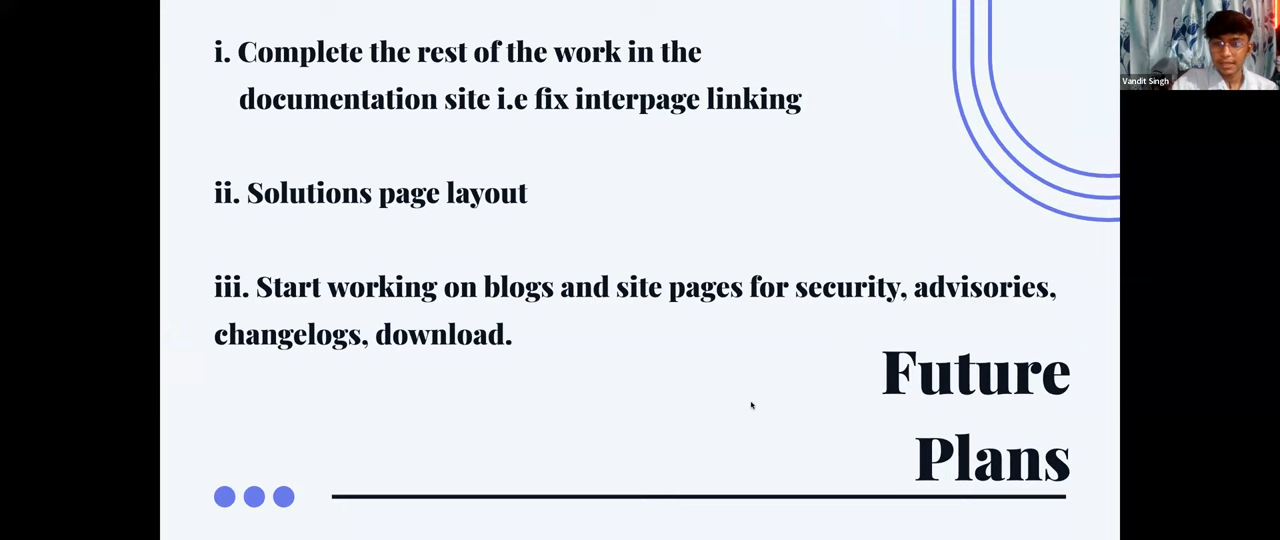 i. Complete the rest of the work in the
documentation site i.e fix interpage linking
ii. Solutions page layout
iii. Start working on blogs and site pages for security, advisories,
changelogs, download.
Future
Plans
Vandit Singh